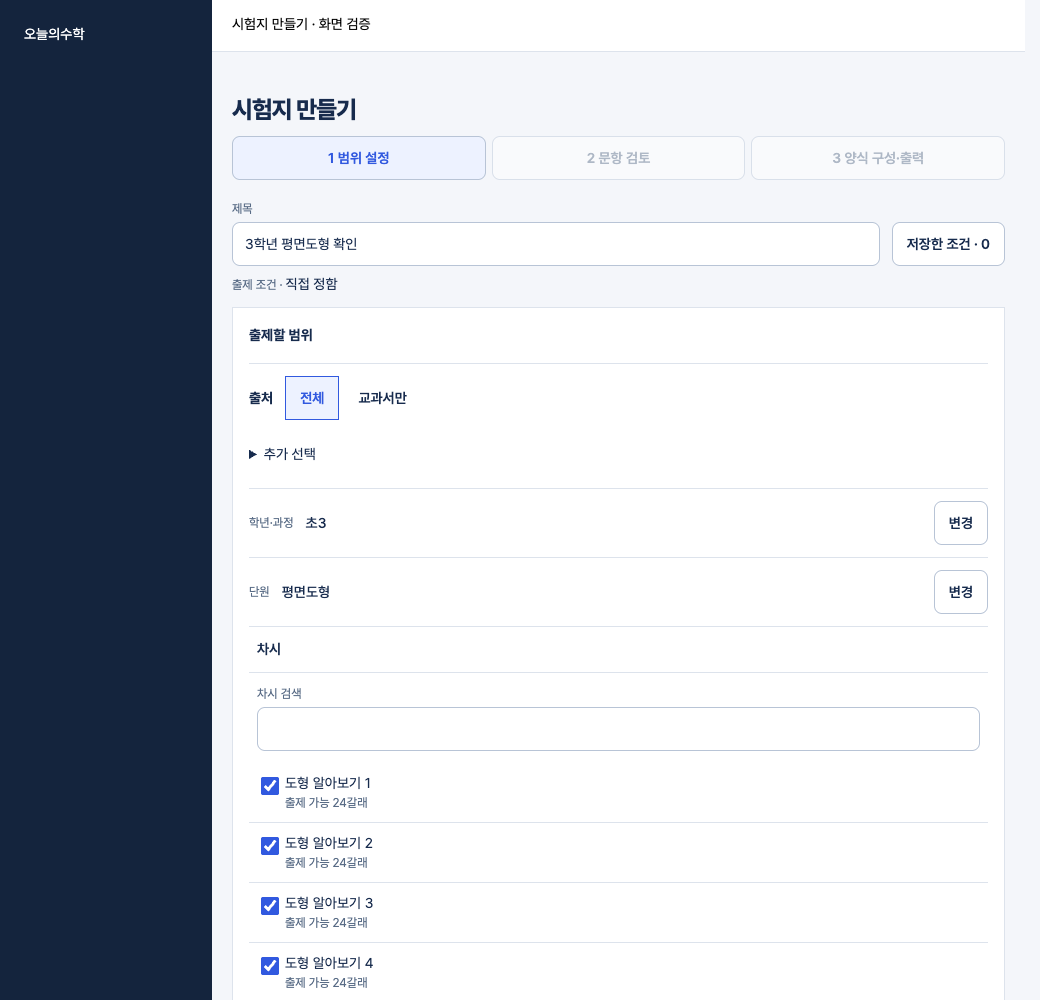 오늘의수학
시험지 만들기 · 화면 검증
시험지 만들기
1 범위 설정
2 문항 검토
3 양식 구성·출력
제목
3학년 평면도형 확인
저장한 조건 · 0
출제 조건 · 직접 정함
출제할 범위
출처 전체 교과서만
▶ 추가 선택
학년·과정 초3 변경
단원 평면도형 변경
차시
차시 검색
도형 알아보기 1
출제 가능 24갈래
도형 알아보기 2
출제 가능 24갈래
도형 알아보기 3
출제 가능 24갈래
도형 알아보기 4
출제 가능 24갈래